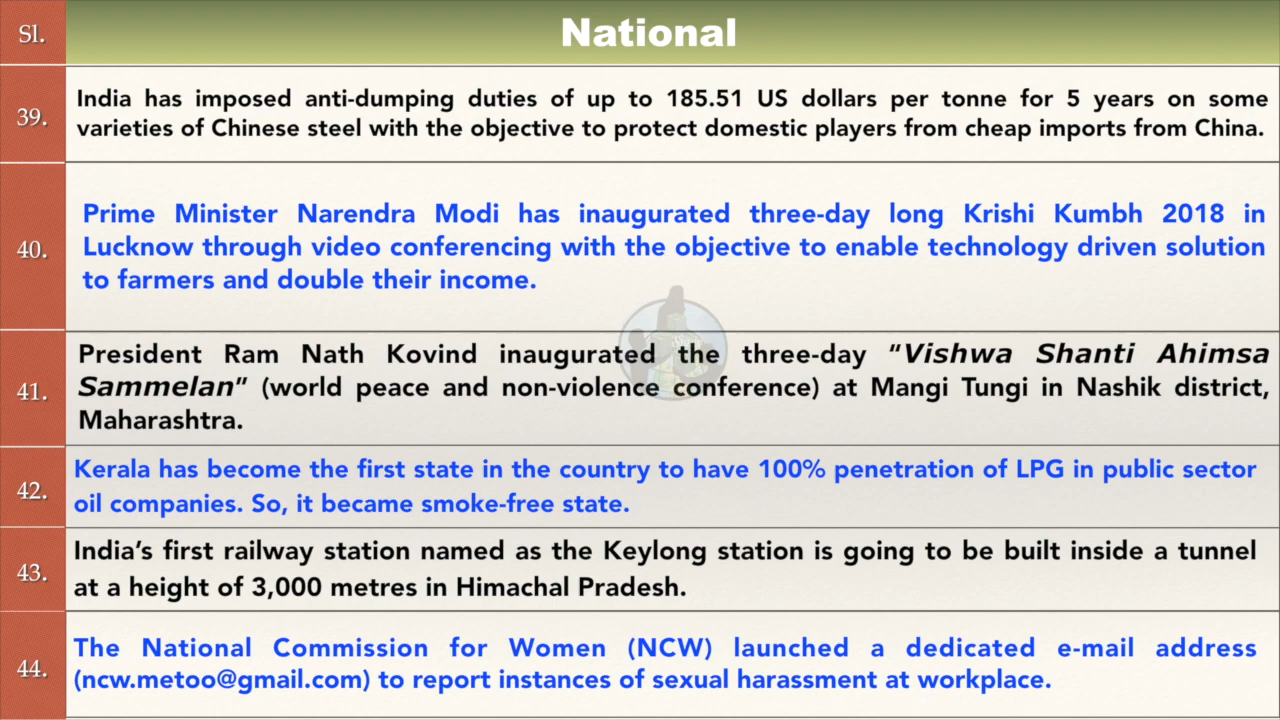 Sl.
National
39.
India has imposed anti-dumping duties of up to 185.51 US dollars per tonne for 5 years on some
varieties of Chinese steel with the objective to protect domestic players from cheap imports from China.
40.
Prime Minister Narendra Modi has inaugurated three-day long Krishi Kumbh 2018 in
Lucknow through video conferencing with the objective to enable technology driven solution
to farmers and double their income.
41.
President Ram Nath Kovind inaugurated the three-day “Vishwa Shanti Ahimsa
Sammelan” (world peace and non-violence conference) at Mangi Tungi in Nashik district,
Maharashtra.
42.
Kerala has become the first state in the country to have 100% penetration of LPG in public sector
oil companies. So, it became smoke-free state.
43.
India’s first railway station named as the Keylong station is going to be built inside a tunnel
at a height of 3,000 metres in Himachal Pradesh.
44.
The National Commission for Women (NCW) launched a dedicated e-mail address
(ncw.metoo@gmail.com) to report instances of sexual harassment at workplace.